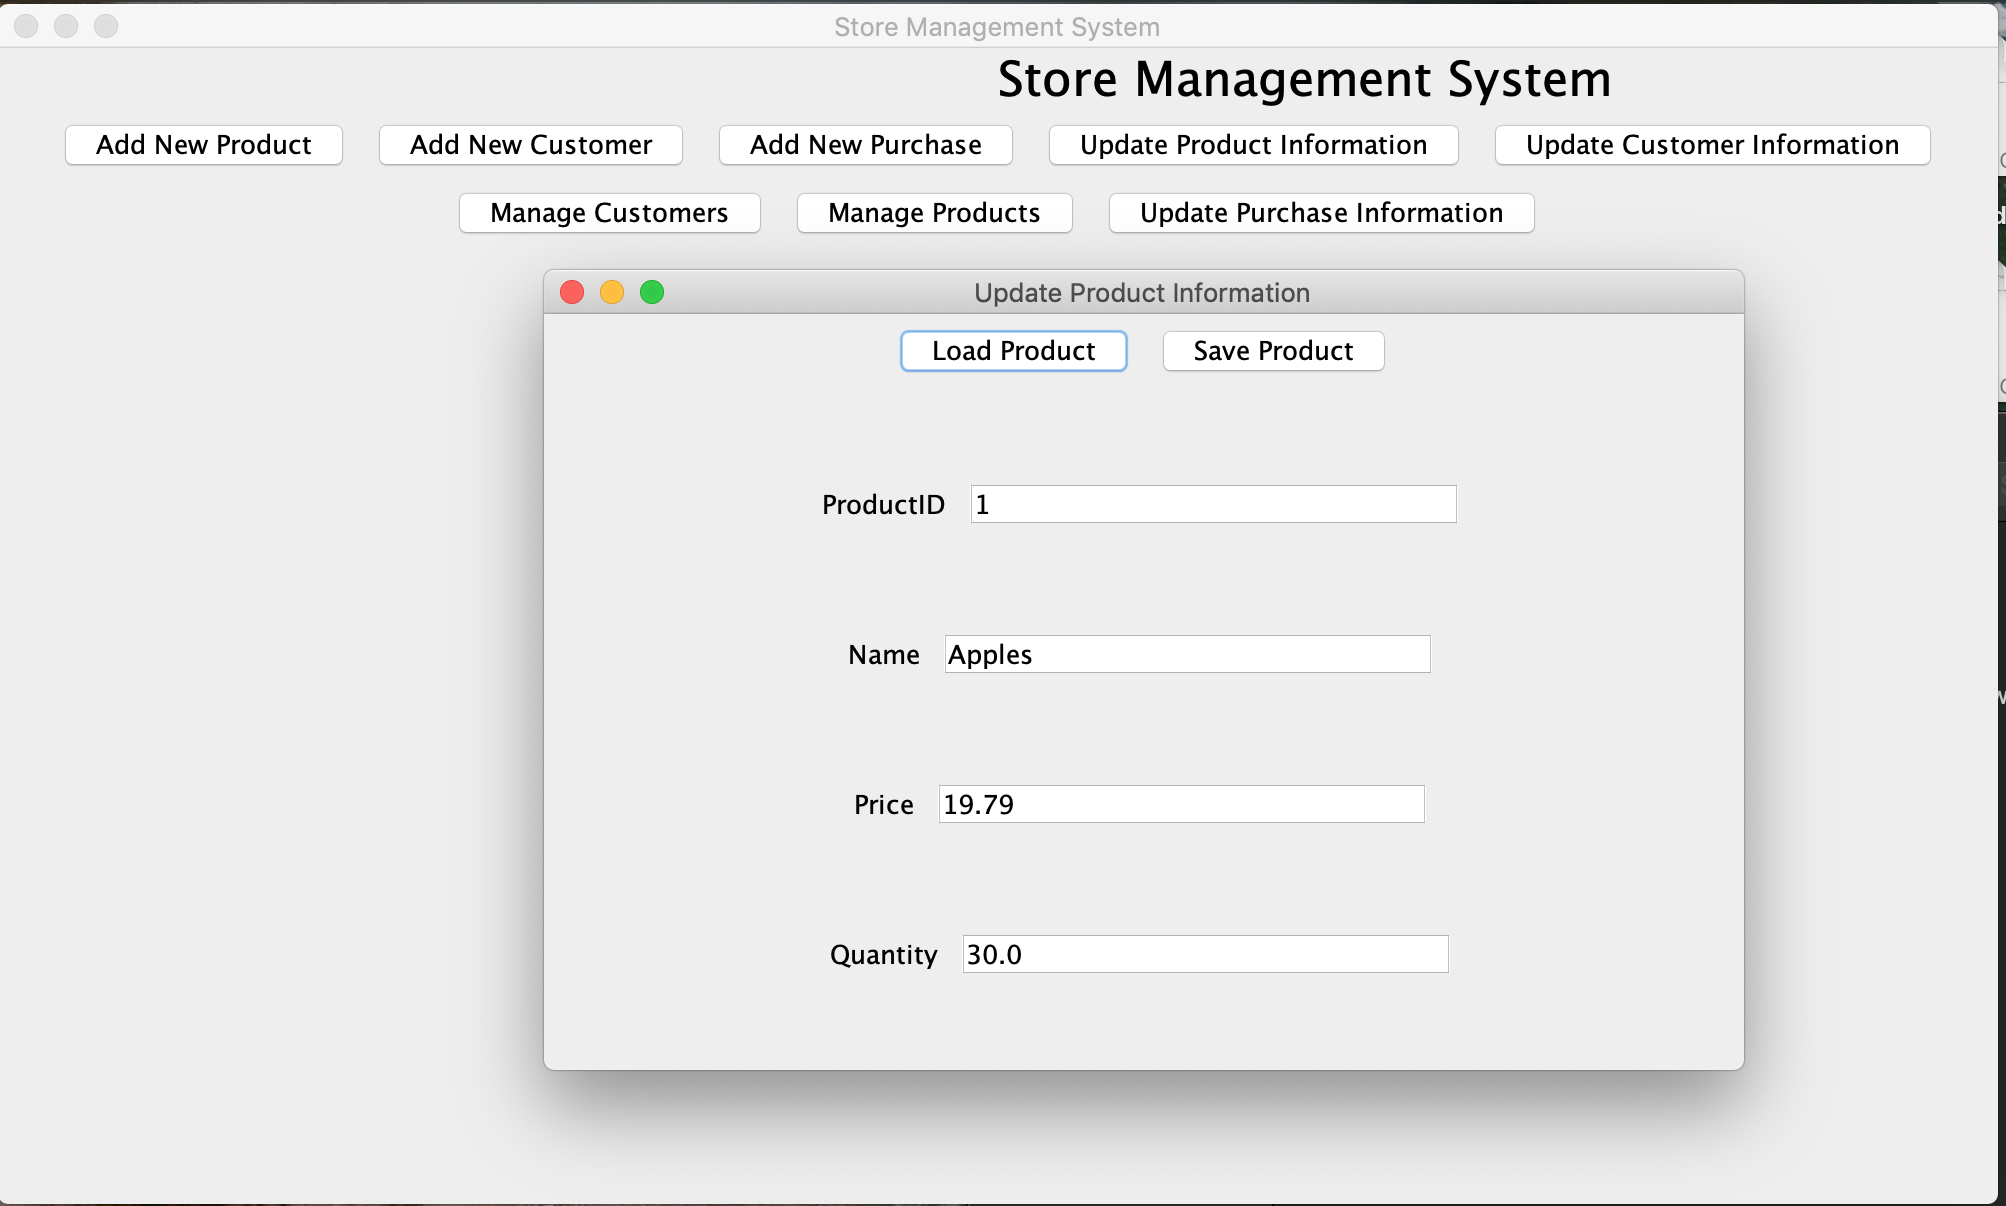 Store Management System
Store Management System
Add New Product Add New Customer Add New Purchase Update Product Information Update Customer Information
Manage Customers Manage Products Update Purchase Information
Update Product Information
Load Product Save Product
ProductID 1
Name Apples
Price 19.79
Quantity 30.0